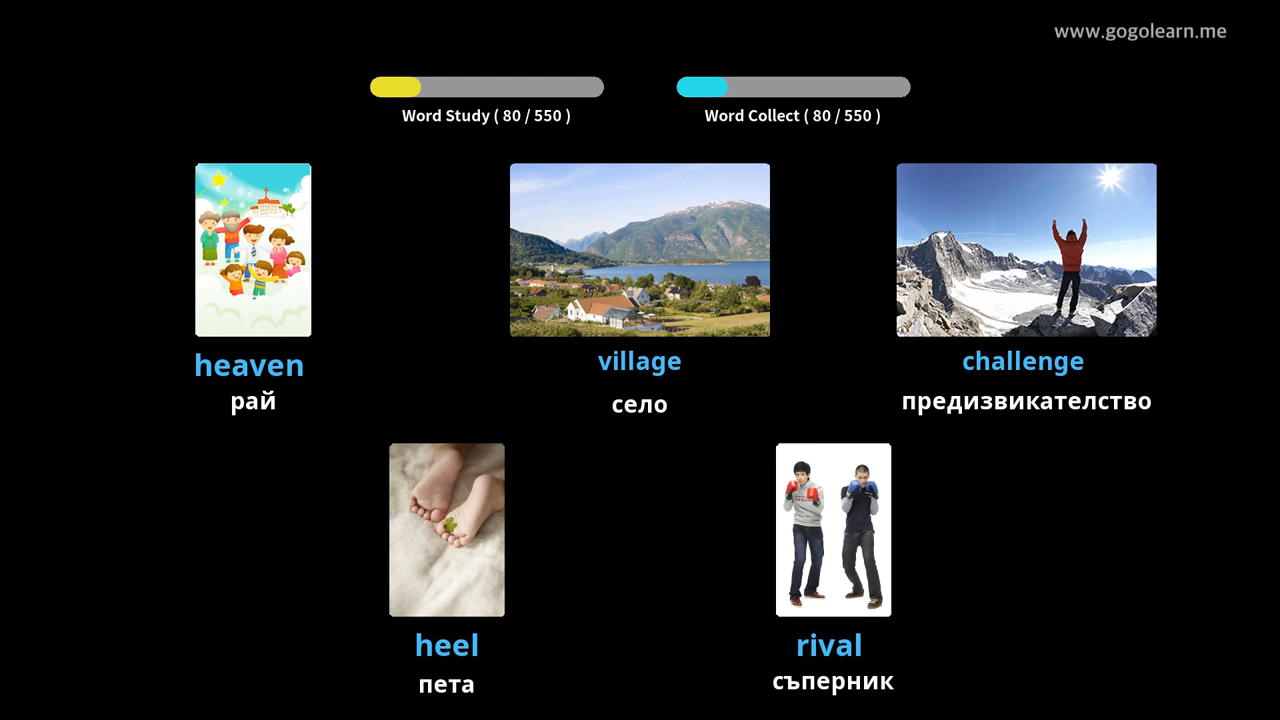 www.gogolearn.me
Word Study ( 80 / 550 )
Word Collect ( 80 / 550 )
heaven
рай
village
село
challenge
предизвикателство
heel
пета
rival
съперник